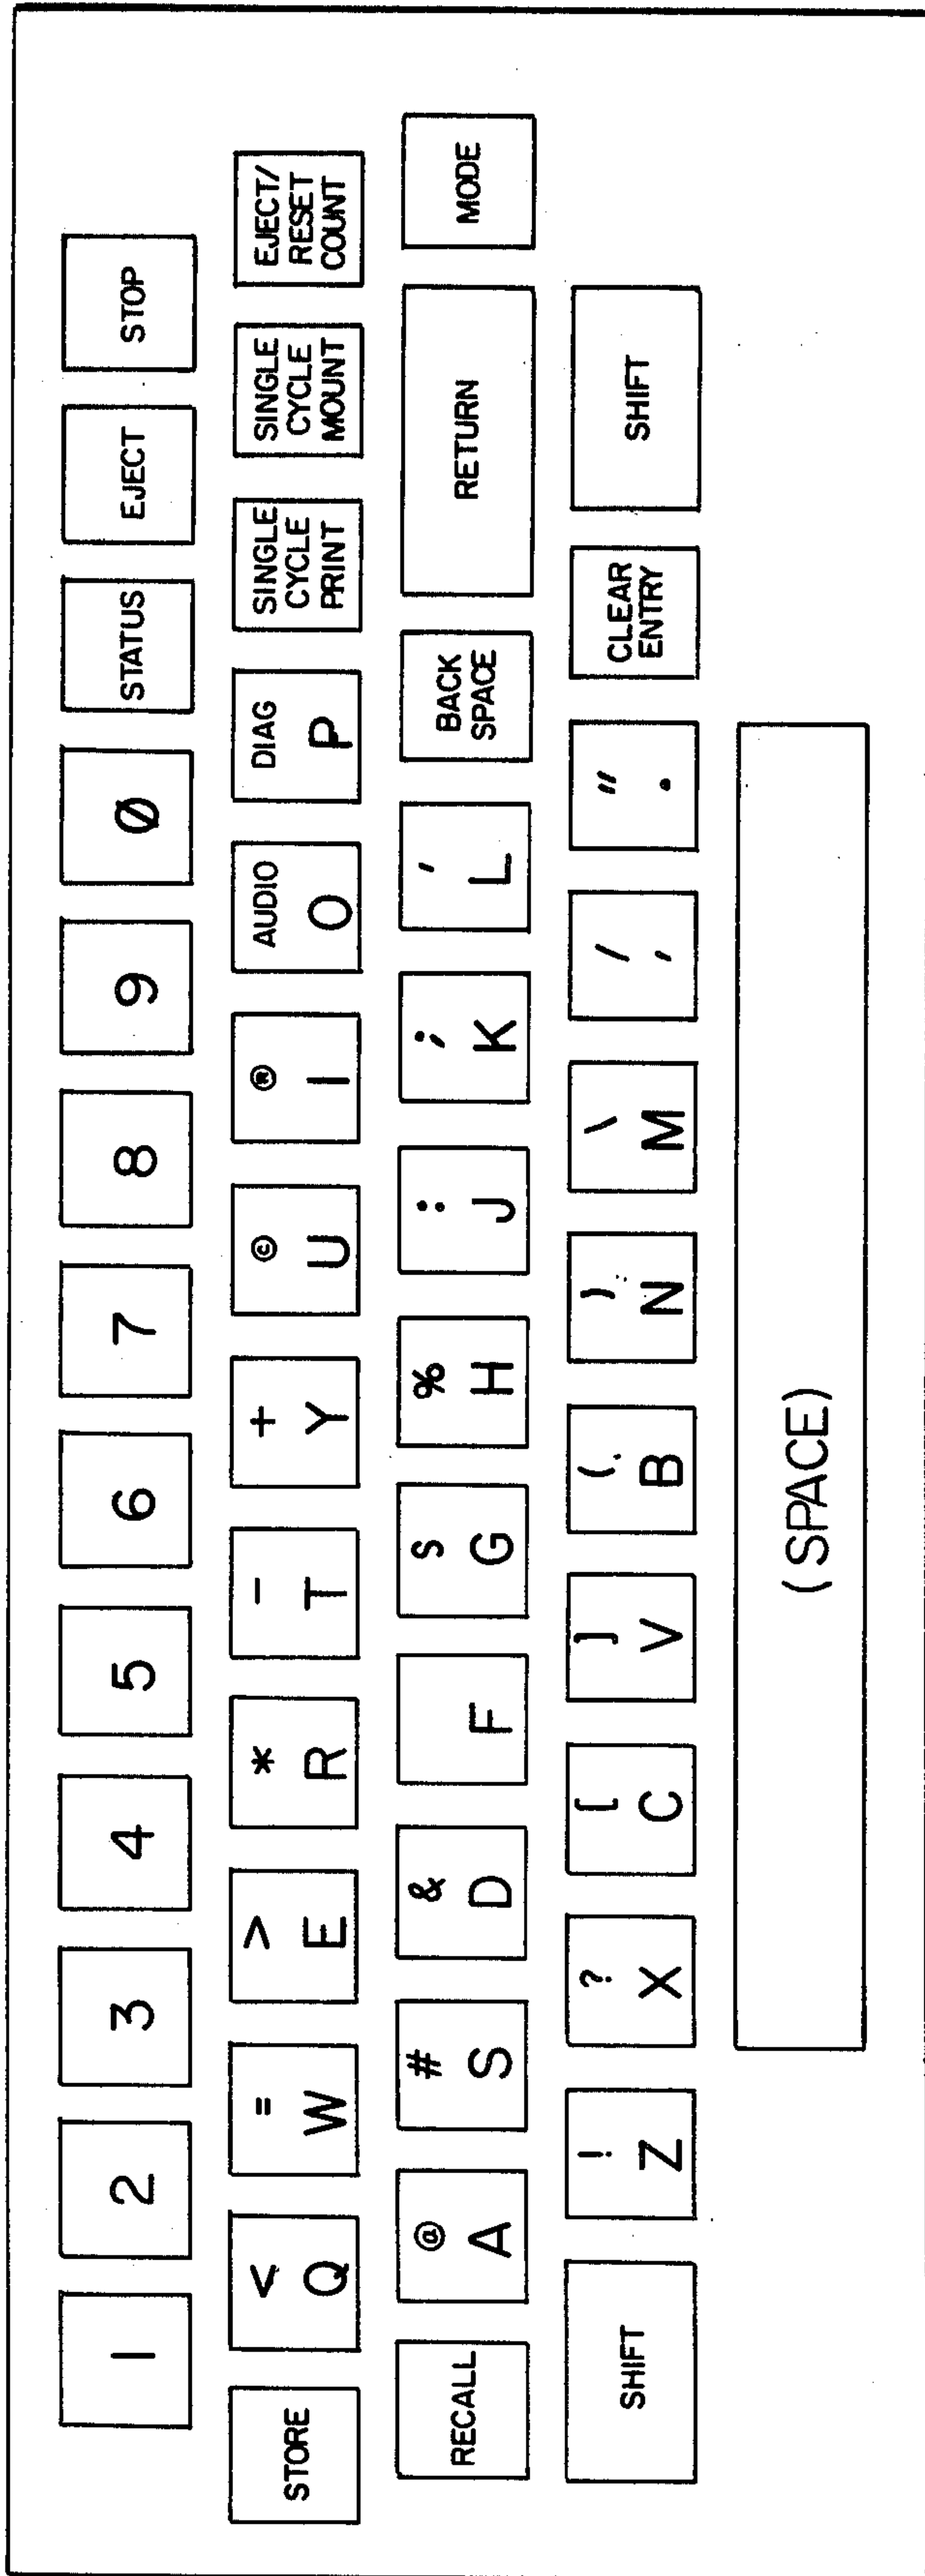 1 2 3 4 5 6 7 8 9 Ø STATUS EJECT STOP
STORE < Q = W > E * R - T + Y © U ® I AUDIO O DIAG P SINGLE CYCLE PRINT SINGLE CYCLE MOUNT EJECT/ RESET COUNT
RECALL @ A # S & D F $ G % H : J ; K ' L BACK SPACE RETURN MODE
SHIFT ! Z ? X [ C ] V ( B ) N \ M / , " . CLEAR ENTRY SHIFT
(SPACE)